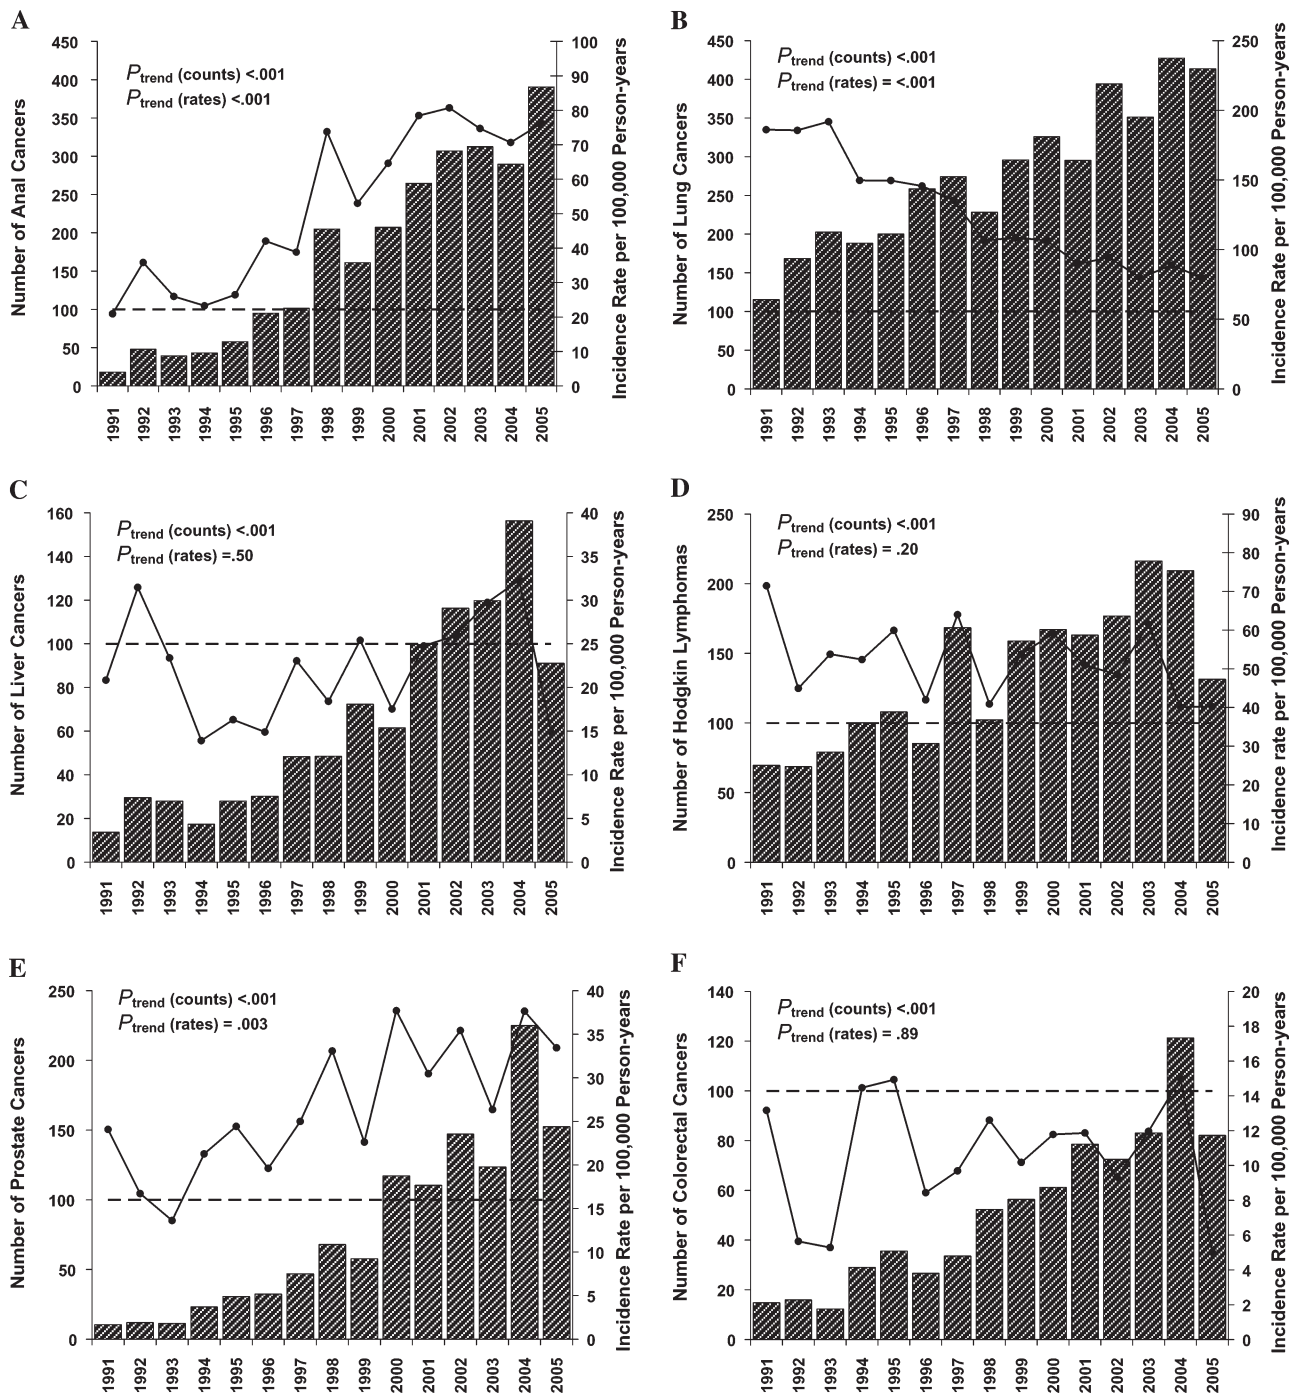 A
P trend (counts) <.001
P trend (rates) <.001
Number of Anal Cancers
450
400
350
300
250
200
150
100
50
0
100
90
80
70
60
50
40
30
20
10
0
Incidence Rate per 100,000 Person-years
1991 1992 1993 1994 1995 1996 1997 1998 1999 2000 2001 2002 2003 2004 2005
B
P trend (counts) <.001
P trend (rates) = <.001
Number of Lung Cancers
450
400
350
300
250
200
150
100
50
0
250
200
150
100
50
0
Incidence Rate per 100,000 Person-years
1991 1992 1993 1994 1995 1996 1997 1998 1999 2000 2001 2002 2003 2004 2005
C
P trend (counts) <.001
P trend (rates) =.50
Number of Liver Cancers
160
140
120
100
80
60
40
20
0
40
35
30
25
20
15
10
5
0
Incidence Rate per 100,000 Person-years
1991 1992 1993 1994 1995 1996 1997 1998 1999 2000 2001 2002 2003 2004 2005
D
P trend (counts) <.001
P trend (rates) = .20
Number of Hodgkin Lymphomas
250
200
150
100
50
0
90
80
70
60
50
40
30
20
10
0
Incidence rate per 100,000 Person-years
1991 1992 1993 1994 1995 1996 1997 1998 1999 2000 2001 2002 2003 2004 2005
E
P trend (counts) <.001
P trend (rates) = .003
Number of Prostate Cancers
250
200
150
100
50
0
40
35
30
25
20
15
10
5
0
Incidence Rate per 100,000 Person-years
1991 1992 1993 1994 1995 1996 1997 1998 1999 2000 2001 2002 2003 2004 2005
F
P trend (counts) <.001
P trend (rates) = .89
Number of Colorectal Cancers
140
120
100
80
60
40
20
0
20
18
16
14
12
10
8
6
4
2
0
Incidence Rate per 100,000 Person-years
1991 1992 1993 1994 1995 1996 1997 1998 1999 2000 2001 2002 2003 2004 2005